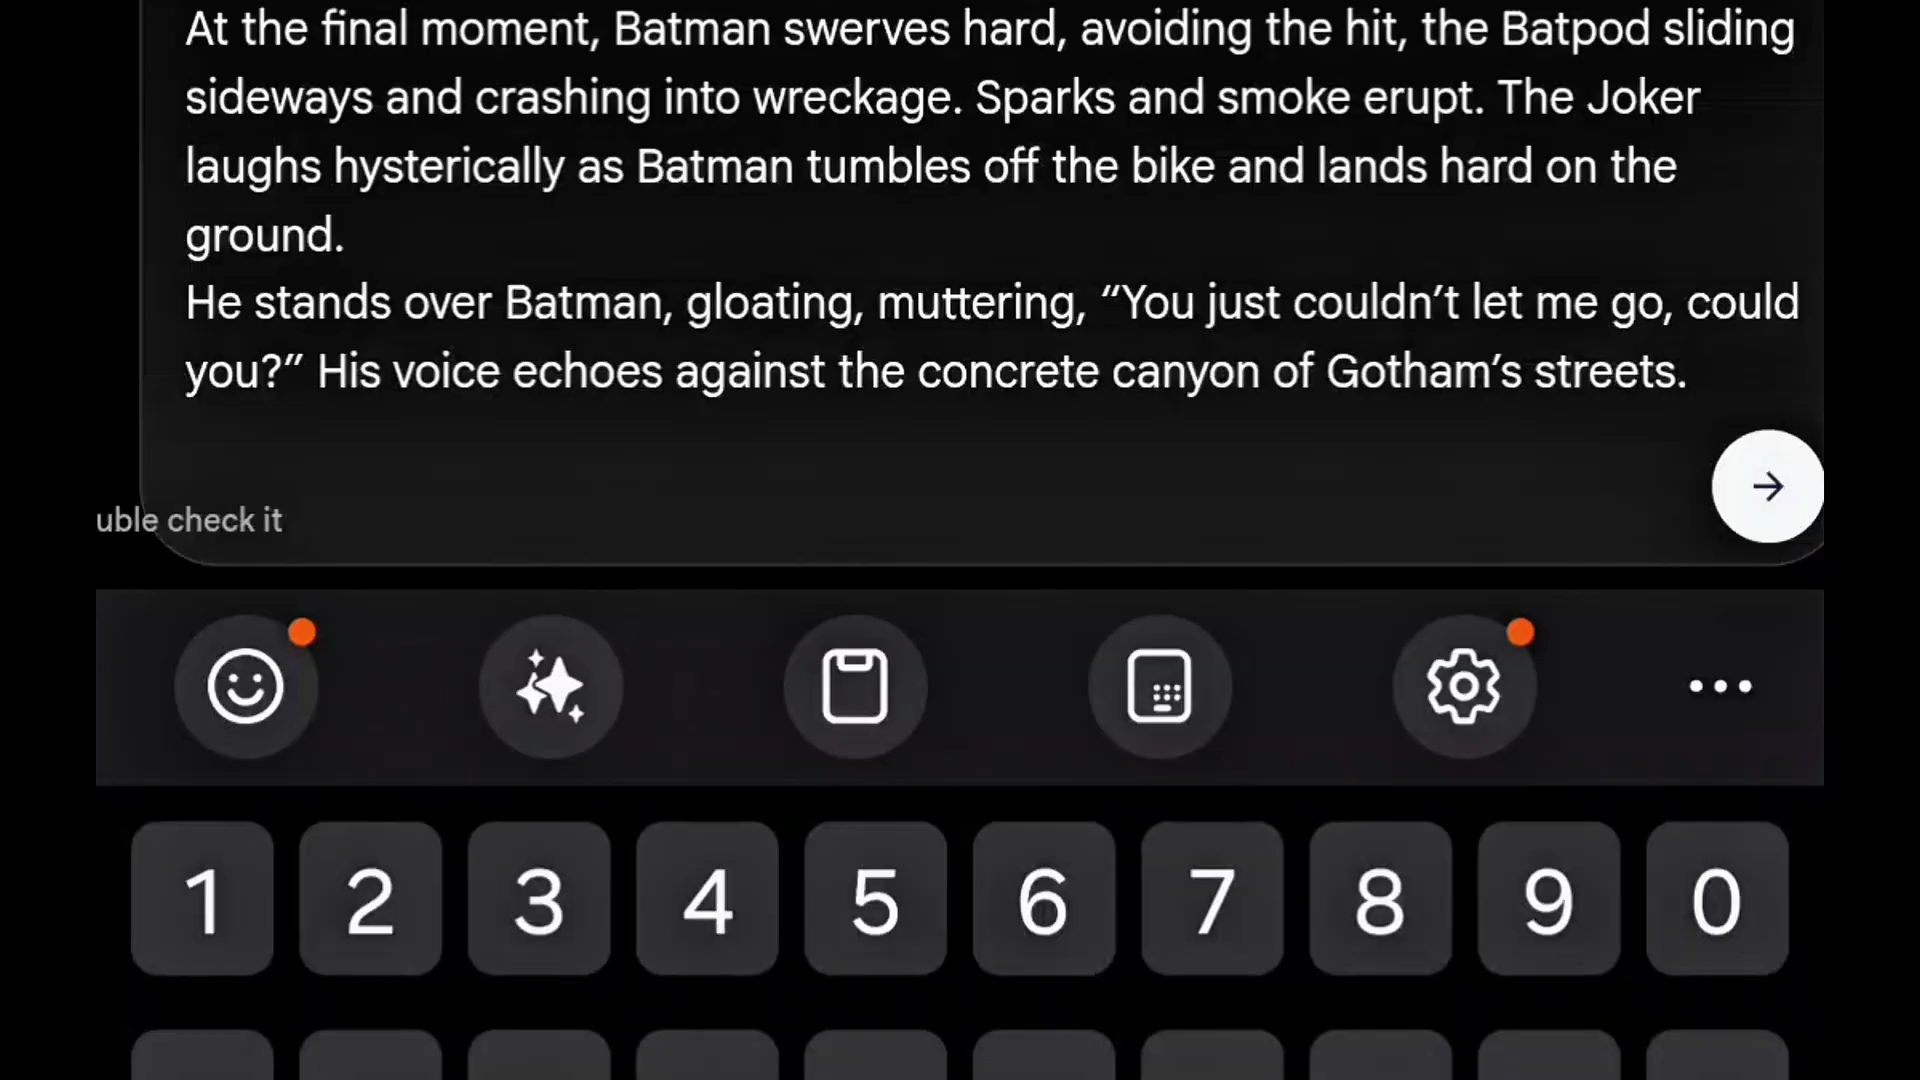 At the final moment, Batman swerves hard, avoiding the hit, the Batpod sliding
sideways and crashing into wreckage. Sparks and smoke erupt. The Joker
laughs hysterically as Batman tumbles off the bike and lands hard on the
ground.
He stands over Batman, gloating, muttering, “You just couldn’t let me go, could
you?” His voice echoes against the concrete canyon of Gotham’s streets.
uble check it
1 2 3 4 5 6 7 8 9 0